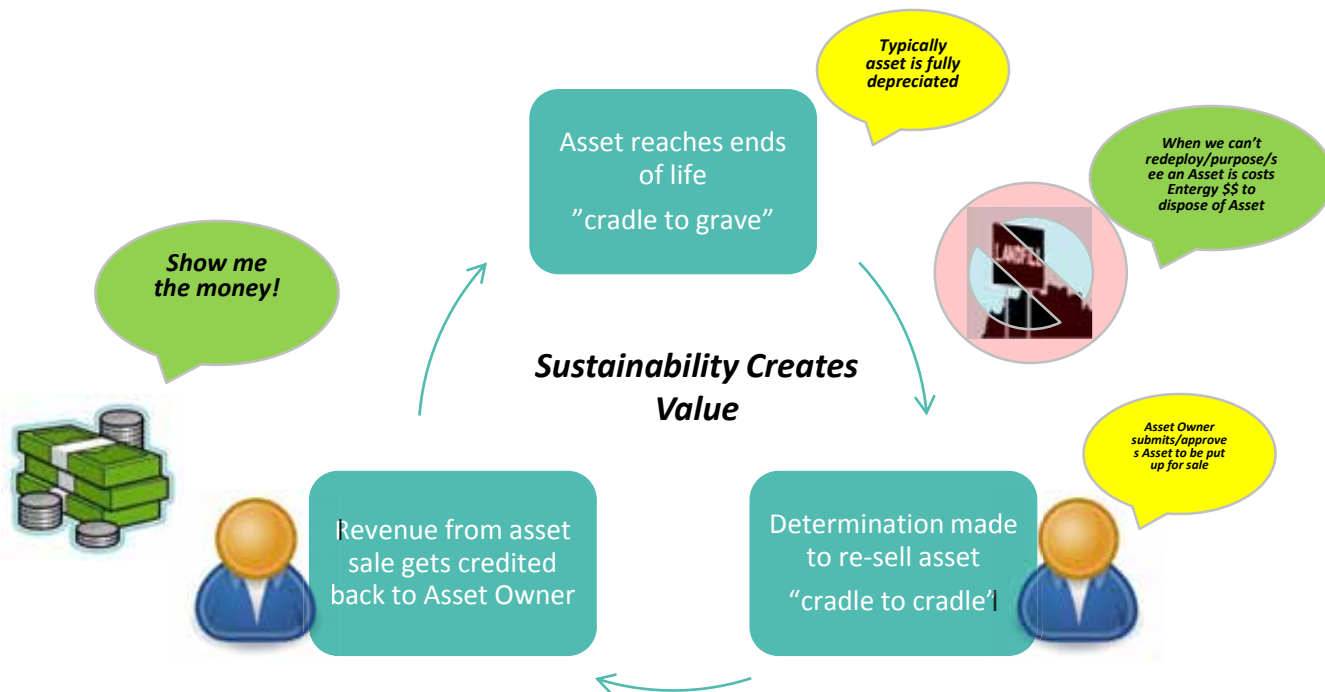 Typically
asset is fully
depreciated
Asset reaches ends
of life
”cradle to grave”
When we can’t
redeploy/purpose/s
ee an Asset is costs
Entergy $$ to
dispose of Asset
LANDFILL
Show me
the money!
Sustainability Creates
Value
Asset Owner
submits/approve
s Asset to be put
up for sale
Determination made
to re-sell asset
“cradle to cradle”
Revenue from asset
sale gets credited
back to Asset Owner